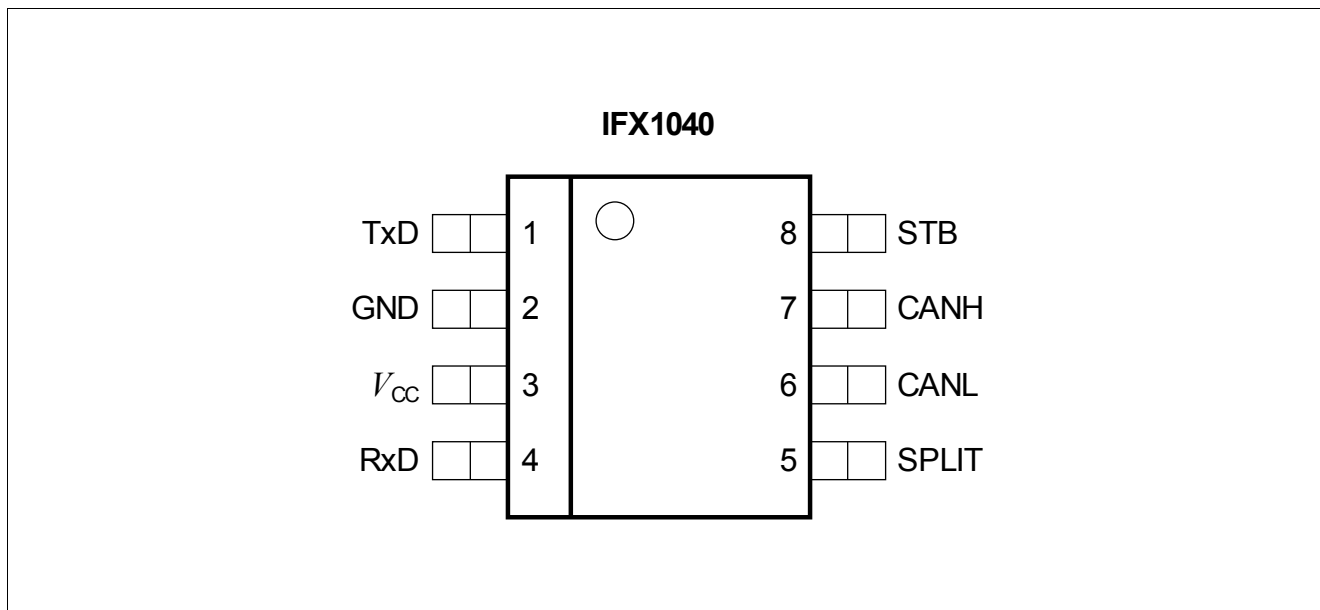 IFX1040
TxD 1 8 STB
GND 2 7 CANH
VCC 3 6 CANL
RxD 4 5 SPLIT